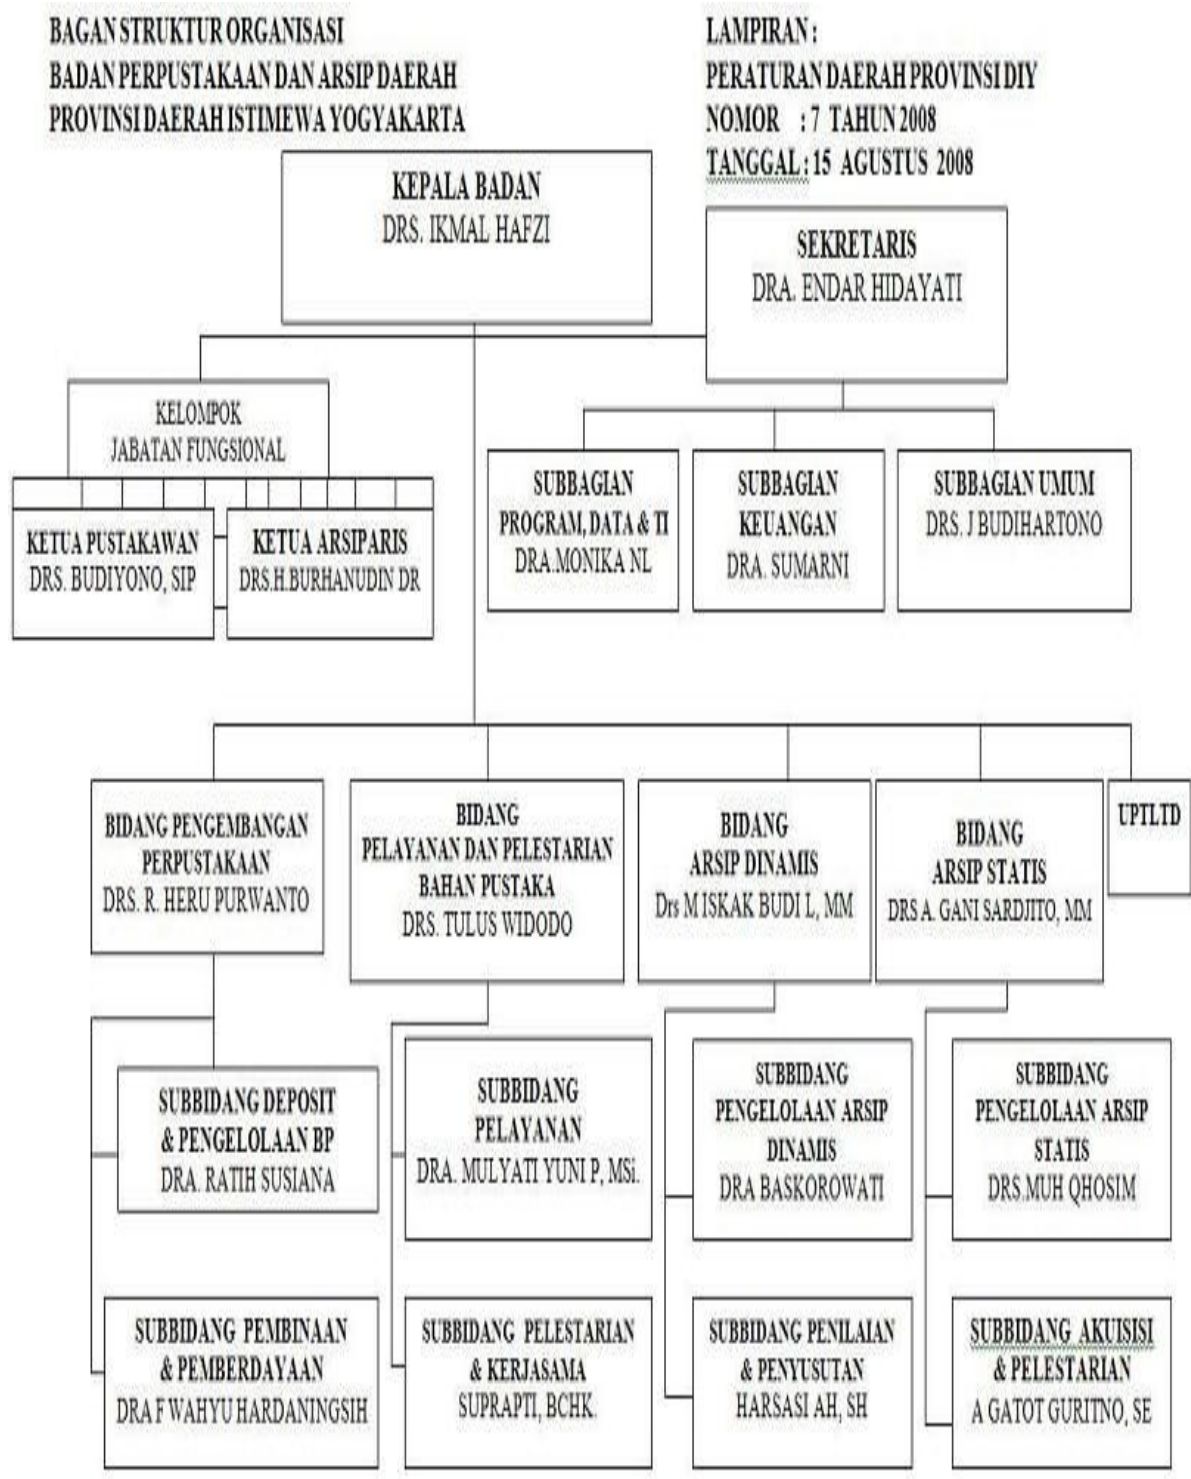 BAGAN STRUKTUR ORGANISASI
BADAN PERPUSTAKAAN DAN ARSIP DAERAH
PROVINSI DAERAH ISTIMEWA YOGYAKARTA
LAMPIRAN :
PERATURAN DAERAH PROVINSI DIY
NOMOR : 7 TAHUN 2008
TANGGAL : 15 AGUSTUS 2008
KEPALA BADAN
DRS. IKMAL HAFZI
SEKRETARIS
DRA. ENDAR HIDAYATI
KELOMPOK
JABATAN FUNGSIONAL
KETUA PUSTAKAWAN
DRS. BUDIYONO, SIP
KETUA ARSIPARIS
DRS.H.BURHANUDIN DR
SUBBAGIAN
PROGRAM, DATA & TI
DRA.MONIKA NL
SUBBAGIAN
KEUANGAN
DRA. SUMARNI
SUBBAGIAN UMUM
DRS. J BUDIHARTONO
BIDANG PENGEMBANGAN
PERPUSTAKAAN
DRS. R. HERU PURWANTO
BIDANG
PELAYANAN DAN PELESTARIAN
BAHAN PUSTAKA
DRS. TULUS WIDODO
BIDANG
ARSIP DINAMIS
Drs M ISKAK BUDI L, MM
BIDANG
ARSIP STATIS
DRS A. GANI SARDJITO, MM
UPTLTD
SUBBIDANG DEPOSIT
& PENGELOLAAN BP
DRA. RATIH SUSIANA
SUBBIDANG
PELAYANAN
DRA. MULYATI YUNI P, MSi.
SUBBIDANG
PENGELOLAAN ARSIP
DINAMIS
DRA BASKOROWATI
SUBBIDANG
PENGELOLAAN ARSIP
STATIS
DRS.MUH QHOSIM
SUBBIDANG PEMBINAAN
& PEMBERDAYAAN
DRA F WAHYU HARDANINGSIH
SUBBIDANG PELESTARIAN
& KERJASAMA
SUPRAPTI, BCHK.
SUBBIDANG PENILAIAN
& PENYUSUTAN
HARSASI AH, SH
SUBBIDANG AKUISISI
& PELESTARIAN
A GATOT GURITNO, SE